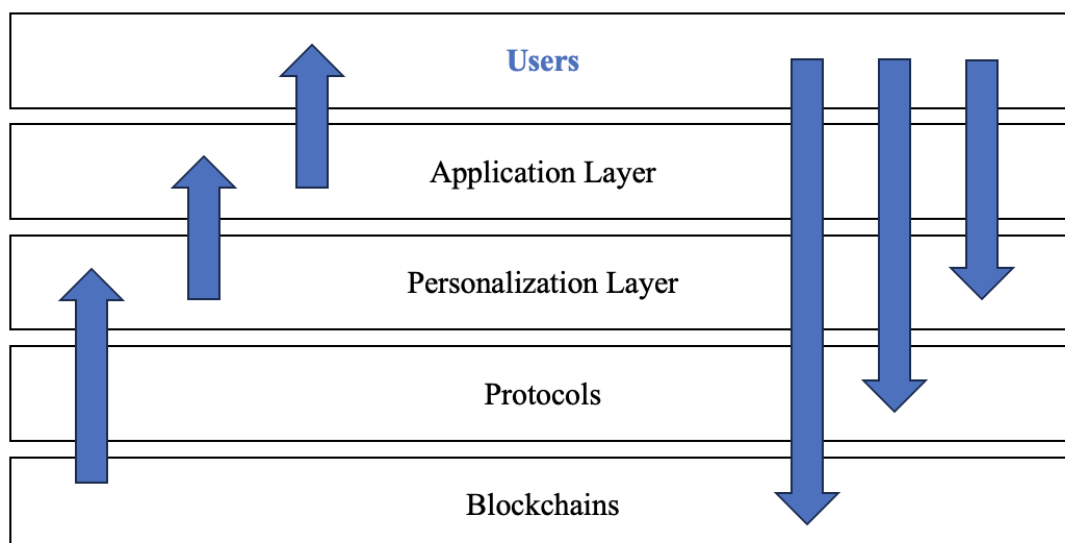 Users
Application Layer
Personalization Layer
Protocols
Blockchains